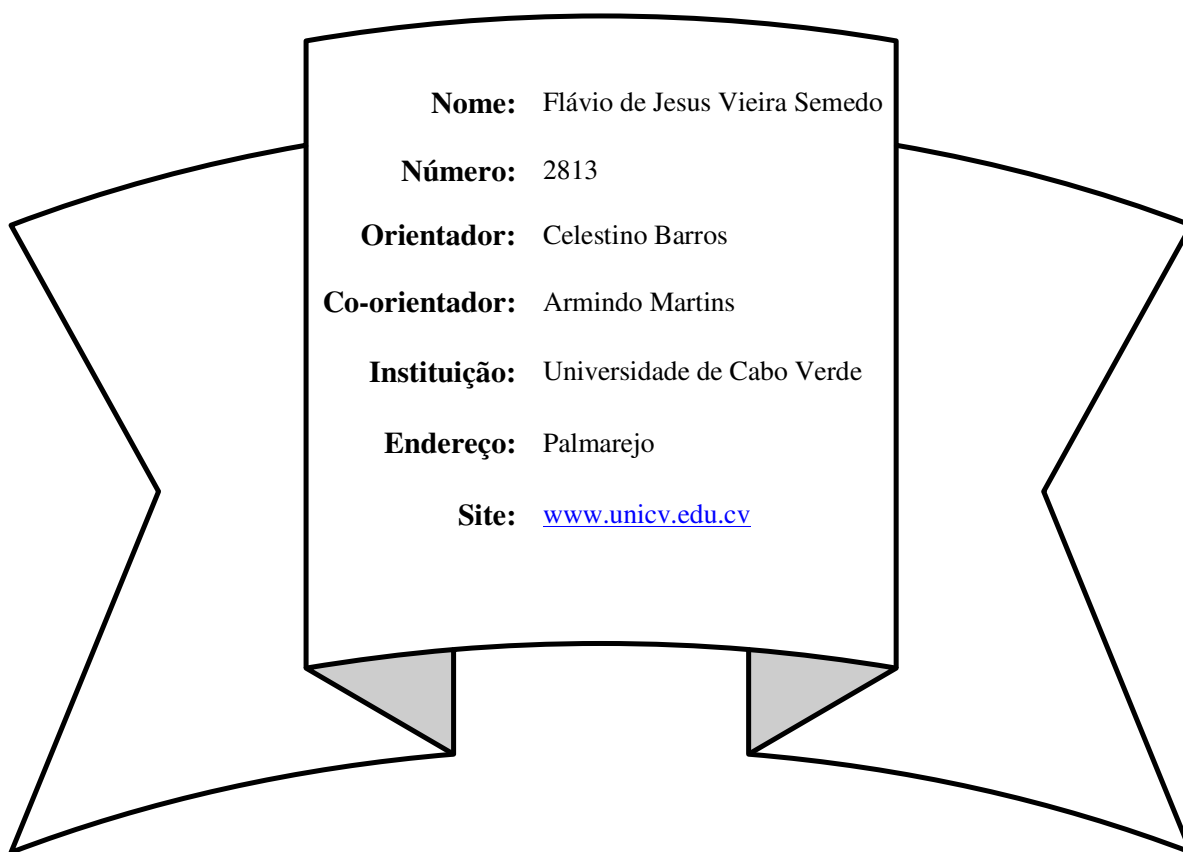 Nome: Flávio de Jesus Vieira Semedo
Número: 2813
Orientador: Celestino Barros
Co-orientador: Armindo Martins
Instituição: Universidade de Cabo Verde
Endereço: Palmarejo
Site: www.unicv.edu.cv